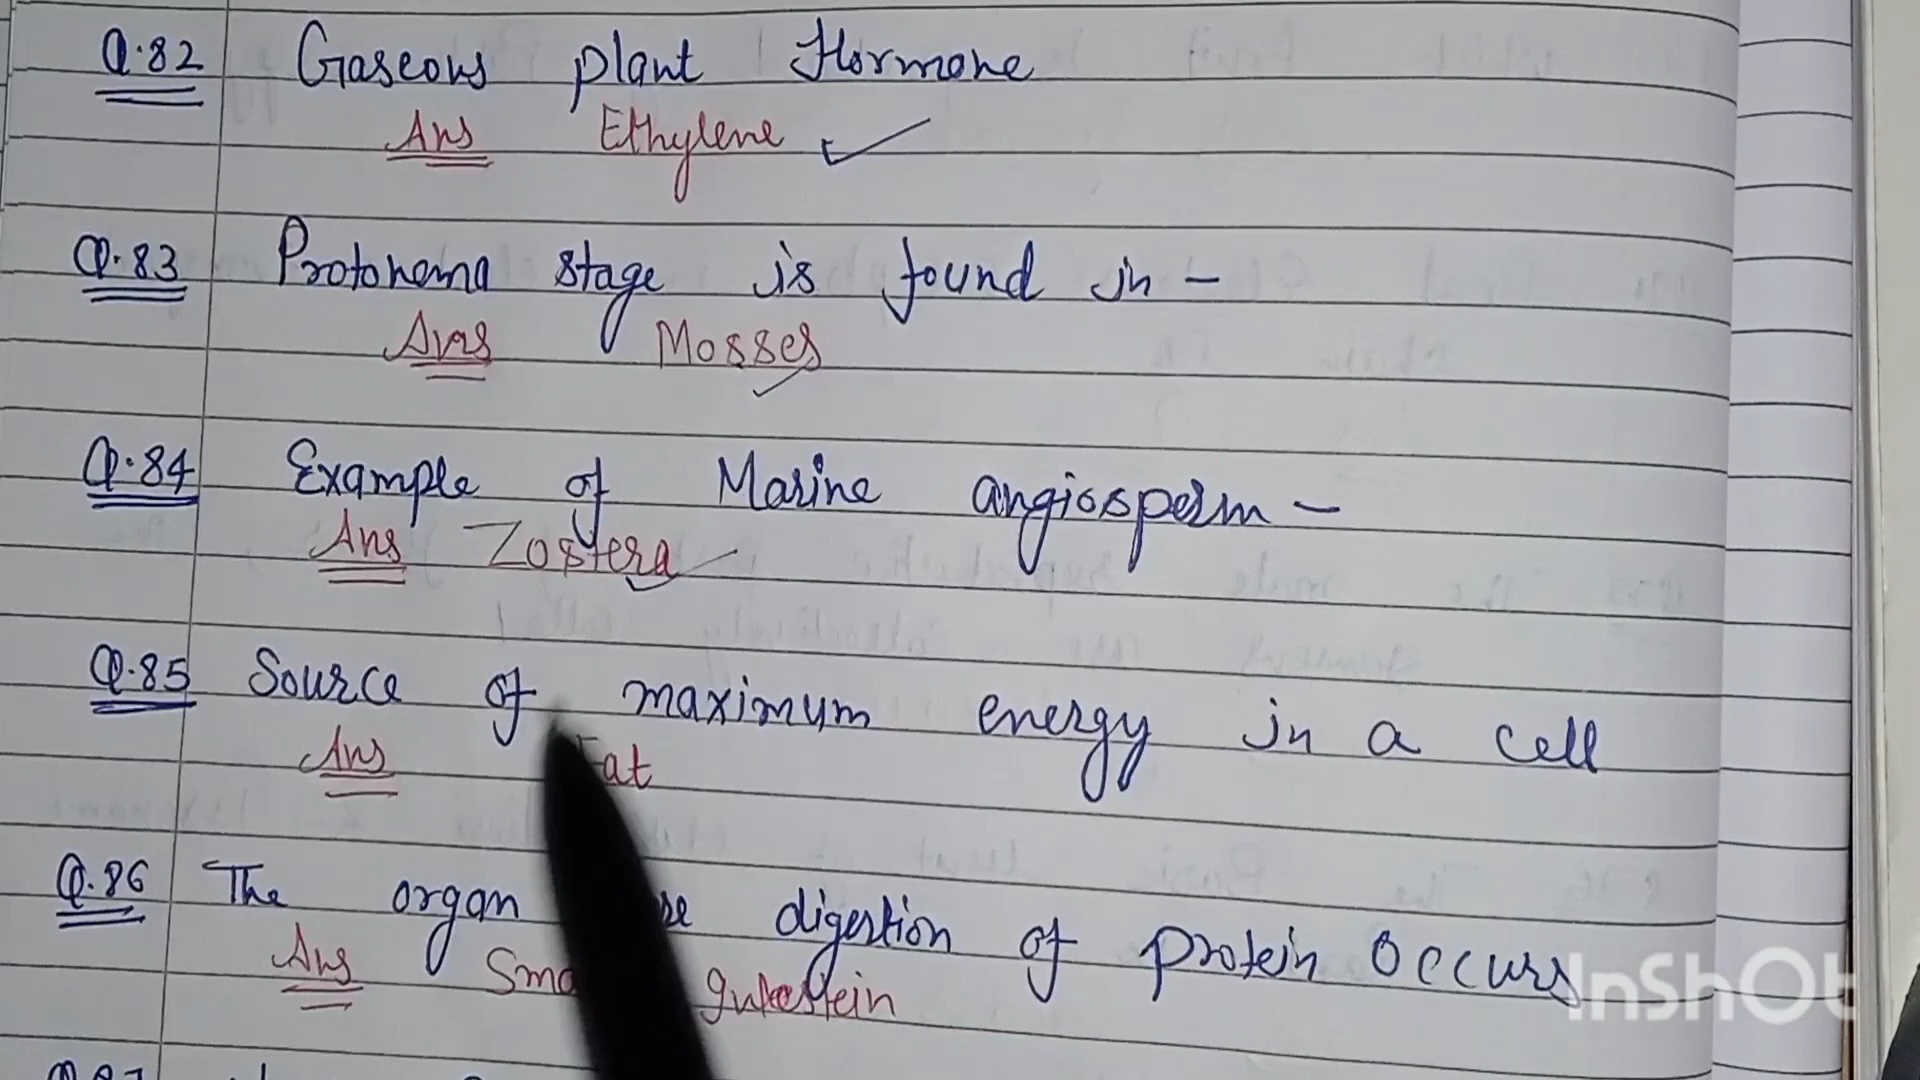 Q.82 Gaseous plant Hormone
Ans Ethylene
Q.83 Protonema stage is found in -
Ans Mosses
Q.84 Example of Marine angiosperm -
Ans Zostera
Q.85 Source of maximum energy in a cell
Ans Fat
Q.86 The organ digestion of protein Occurs
Ans
InShOt